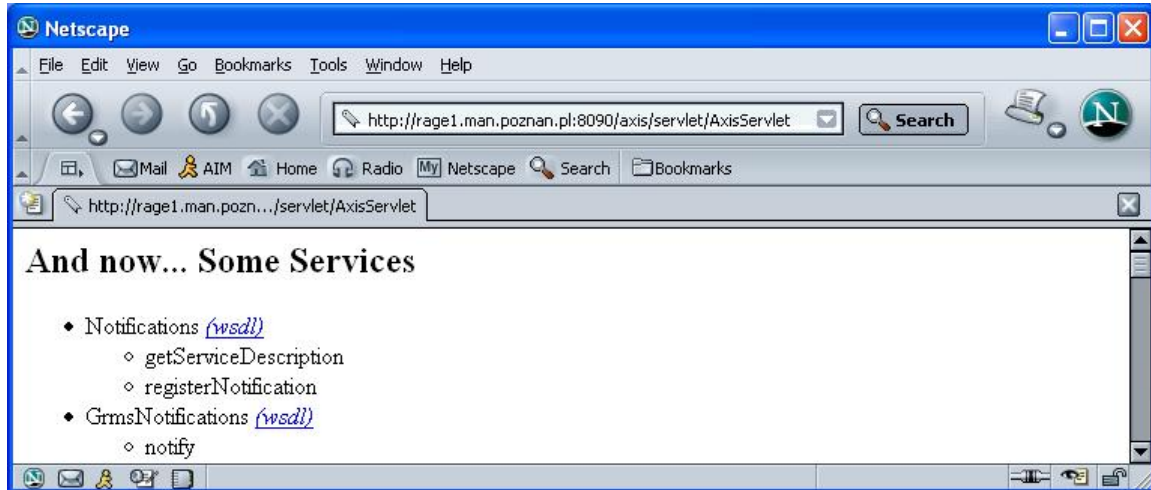 Netscape
File Edit View Go Bookmarks Tools Window Help
http://rage1.man.poznan.pl:8090/axis/servlet/AxisServlet Search N
Mail AIM Home Radio My Netscape Search Bookmarks
http://rage1.man.pozn.../servlet/AxisServlet
And now... Some Services
Notifications (wsdl)
getServiceDescription
registerNotification
GrmsNotifications (wsdl)
notify